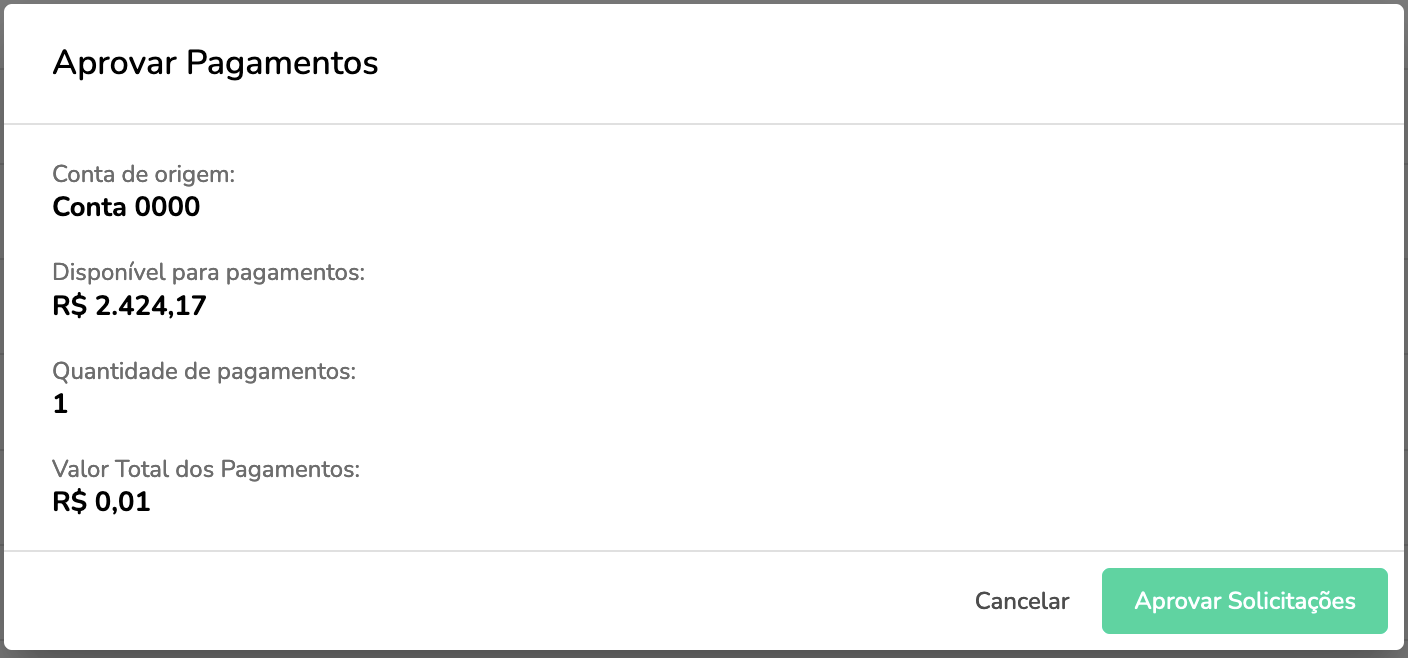 Aprovar Pagamentos
Conta de origem:
Conta 0000
Disponível para pagamentos:
R$ 2.424,17
Quantidade de pagamentos:
1
Valor Total dos Pagamentos:
R$ 0,01
Cancelar
Aprovar Solicitações